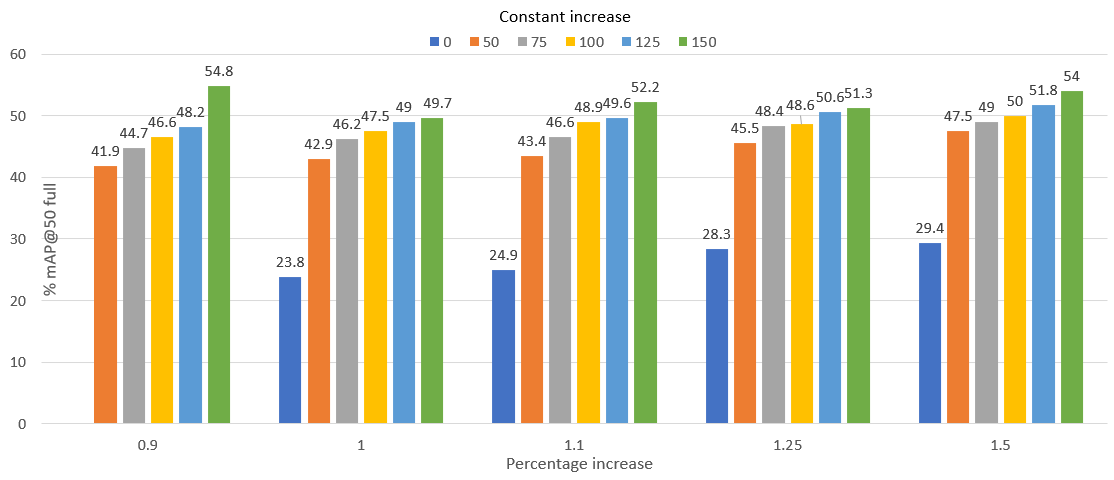 Constant increase
0 50 75 100 125 150
60
50
40
30
20
10
0
% mAP@50 full
41.9 44.7 46.6 48.2 54.8
23.8 42.9 46.2 47.5 49 49.7
24.9 43.4 46.6 48.9 49.6 52.2
28.3 45.5 48.4 48.6 50.6 51.3
29.4 47.5 49 50 51.8 54
0.9 1 1.1 1.25 1.5
Percentage increase